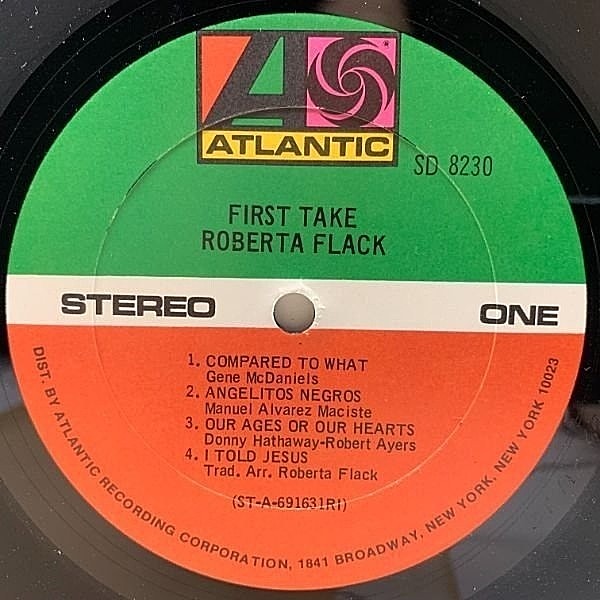 ATLANTIC
SD 8230
FIRST TAKE
ROBERTA FLACK
STEREO
ONE
1. COMPARED TO WHAT
Gene McDaniels
2. ANGELITOS NEGROS
Manuel Alvarez Maciste
3. OUR AGES OR OUR HEARTS
Donny Hathaway-Robert Ayers
4. I TOLD JESUS
Trad. Arr. Roberta Flack
(ST-A-691631RI)
DIST. BY ATLANTIC RECORDING CORPORATION, 1841 BROADWAY, NEW YORK, NEW YORK 10023